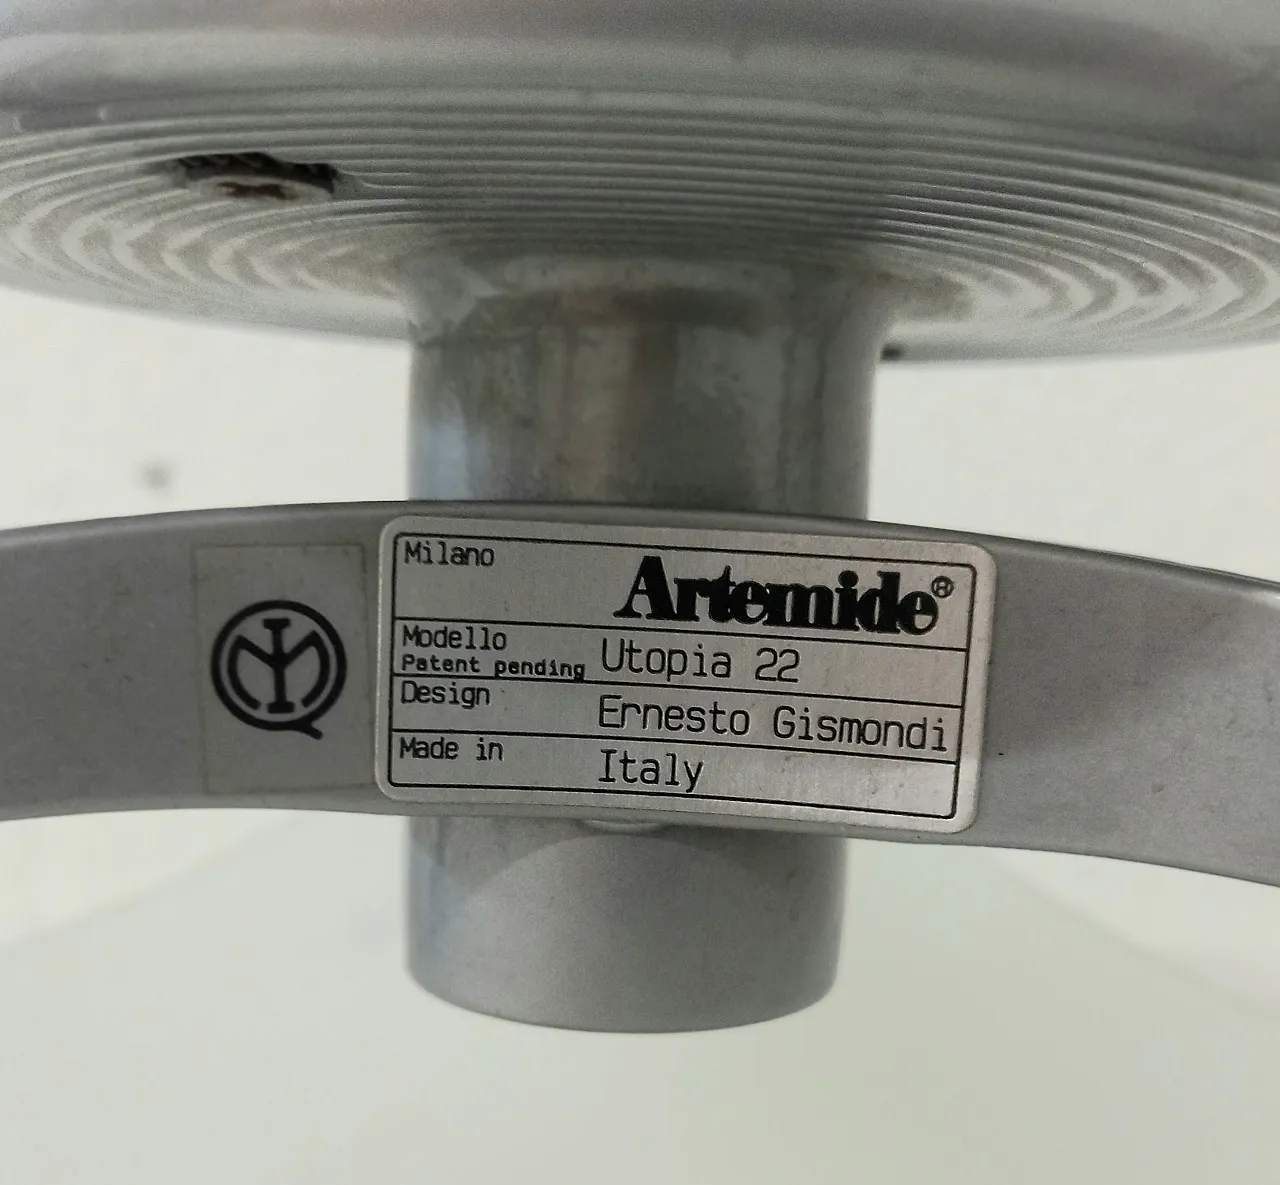 Milano
Artemide®
Modello
Patent pending
Utopia 22
Design
Ernesto Gismondi
Made in
Italy